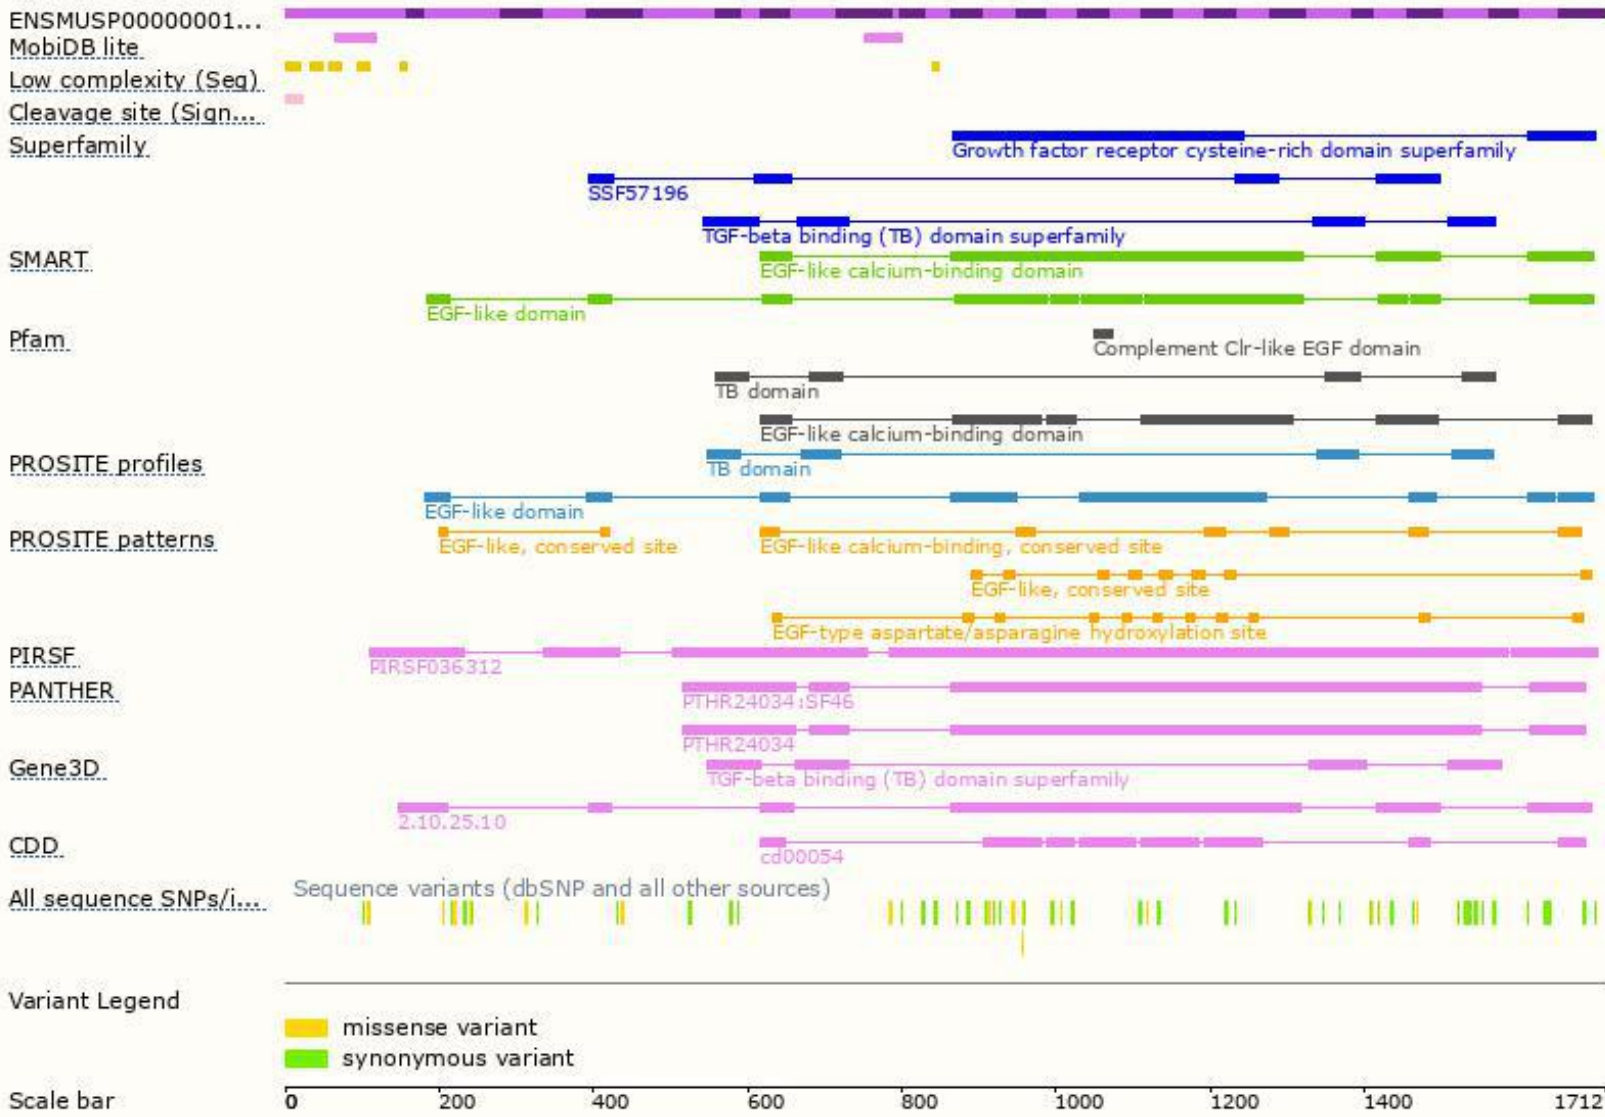 ENSMUSP00000001...
MobiDB lite
Low complexity (Seg)
Cleavage site (Sign...
Superfamily
Growth factor receptor cysteine-rich domain superfamily
SSF57196
TGF-beta binding (TB) domain superfamily
SMART
EGF-like calcium-binding domain
EGF-like domain
Pfam
Complement Clr-like EGF domain
TB domain
EGF-like calcium-binding domain
PROSITE profiles
TB domain
EGF-like domain
PROSITE patterns
EGF-like, conserved site EGF-like calcium-binding, conserved site
EGF-like, conserved site
EGF-type aspartate/asparagine hydroxylation site
PIRSF
PIRSF036312
PANTHER
PTHR24034:SF46
PTHR24034
Gene3D
TGF-beta binding (TB) domain superfamily
2.10.25.10
CDD
cd00054
All sequence SNPs/i...
Sequence variants (dbSNP and all other sources)
Variant Legend
missense variant
synonymous variant
Scale bar 0 200 400 600 800 1000 1200 1400 1712